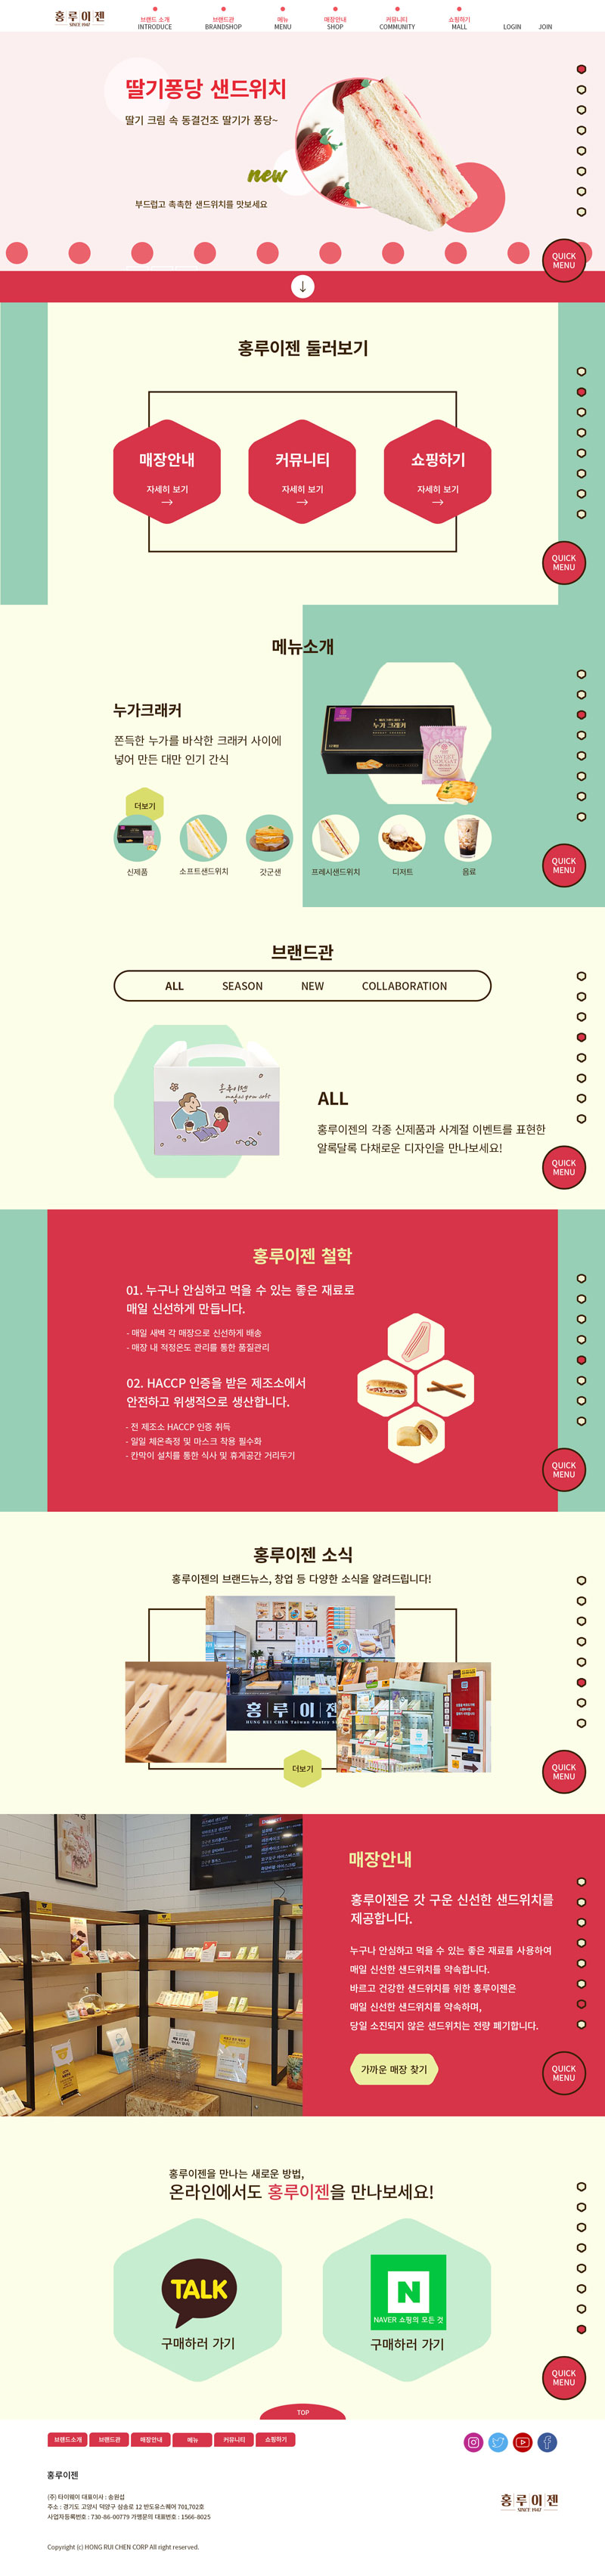 홍루이젠
SINCE 1947
브랜드 소개
INTRODUCE
브랜드관
BRANDSHOP
메뉴
MENU
매장안내
SHOP
커뮤니티
COMMUNITY
쇼핑하기
MALL
LOGIN
JOIN
딸기퐁당 샌드위치
딸기 크림 속 동결건조 딸기가 퐁당~
new
부드럽고 촉촉한 샌드위치를 맛보세요
QUICK
MENU
홍루이젠 둘러보기
매장안내
자세히 보기
커뮤니티
자세히 보기
쇼핑하기
자세히 보기
QUICK
MENU
메뉴소개
누가크래커
쫀득한 누가를 바삭한 크래커 사이에
넣어 만든 대만 인기 간식
누가 크래커
더보기
신제품
소프트샌드위치
갓군샌
프레시샌드위치
디저트
음료
QUICK
MENU
브랜드관
ALL
SEASON
NEW
COLLABORATION
홍루이젠
ALL
홍루이젠의 각종 신제품과 사계절 이벤트를 표현한
알록달록 다채로운 디자인을 만나보세요!
QUICK
MENU
홍루이젠 철학
01. 누구나 안심하고 먹을 수 있는 좋은 재료로
매일 신선하게 만듭니다.
- 매일 새벽 각 매장으로 신선하게 배송
- 매장 내 적정온도 관리를 통한 품질관리
02. HACCP 인증을 받은 제조소에서
안전하고 위생적으로 생산합니다.
- 전 제조소 HACCP 인증 취득
- 일일 체온측정 및 마스크 착용 필수화
- 칸막이 설치를 통한 식사 및 휴게공간 거리두기
QUICK
MENU
홍루이젠 소식
홍루이젠의 브랜드뉴스, 창업 등 다양한 소식을 알려드립니다!
홍루이젠
HUNG RUI CHEN Taiwan Pastry
더보기
QUICK
MENU
매장안내
홍루이젠은 갓 구운 신선한 샌드위치를
제공합니다.
누구나 안심하고 먹을 수 있는 좋은 재료를 사용하여
매일 신선한 샌드위치를 약속합니다.
바르고 건강한 샌드위치를 위한 홍루이젠은
매일 신선한 샌드위치를 약속하며,
당일 소진되지 않은 샌드위치는 전량 폐기합니다.
가까운 매장 찾기
QUICK
MENU
홍루이젠을 만나는 새로운 방법,
온라인에서도 홍루이젠을 만나보세요!
TALK
구매하러 가기
N
NAVER 쇼핑의 모든 것
구매하러 가기
QUICK
MENU
TOP
브랜드소개
브랜드관
매장안내
메뉴
커뮤니티
쇼핑하기
홍루이젠
(주) 타이웨이 대표이사 : 송원섭
주소 : 경기도 고양시 덕양구 삼송로 12 반도유스퀘어 701,702호
사업자등록번호 : 730-86-00779 가맹문의 대표번호 : 1566-8025
홍루이젠
SINCE 1947
Copyright (c) HONG RUI CHEN CORP All right reserved.